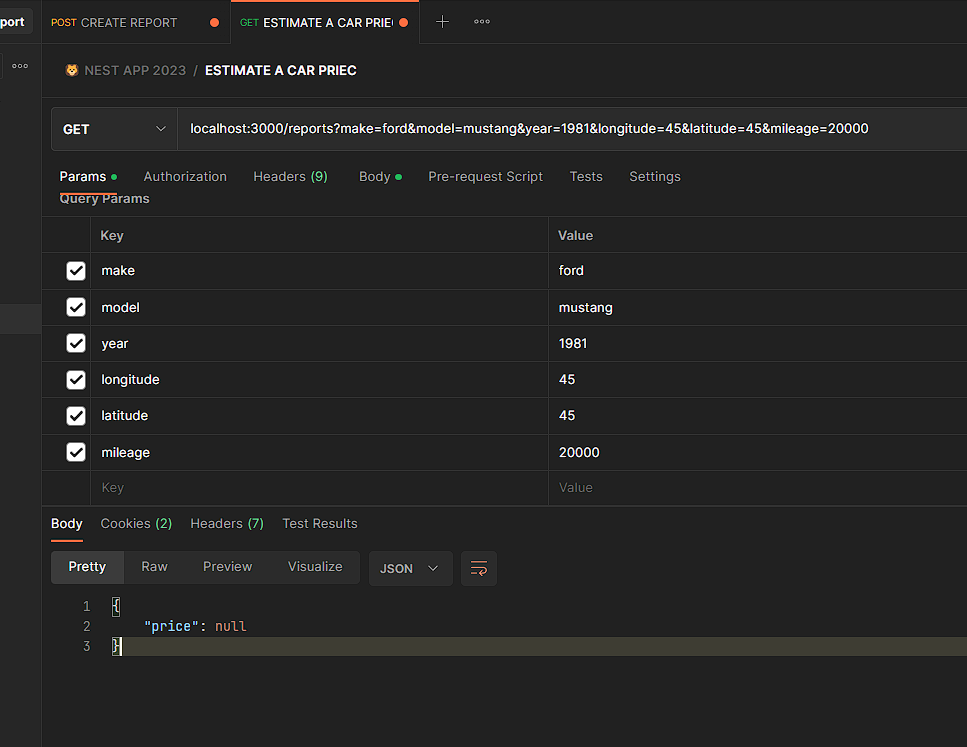 port POST CREATE REPORT GET ESTIMATE A CAR PRIE
NEST APP 2023 / ESTIMATE A CAR PRIEC
GET localhost:3000/reports?make=ford&model=mustang&year=1981&longitude=45&latitude=45&mileage=20000
Params Authorization Headers (9) Body Pre-request Script Tests Settings
Query Params
Key Value
make ford
model mustang
year 1981
longitude 45
latitude 45
mileage 20000
Key Value
Body Cookies (2) Headers (7) Test Results
Pretty Raw Preview Visualize JSON
1 {
2 "price": null
3 }